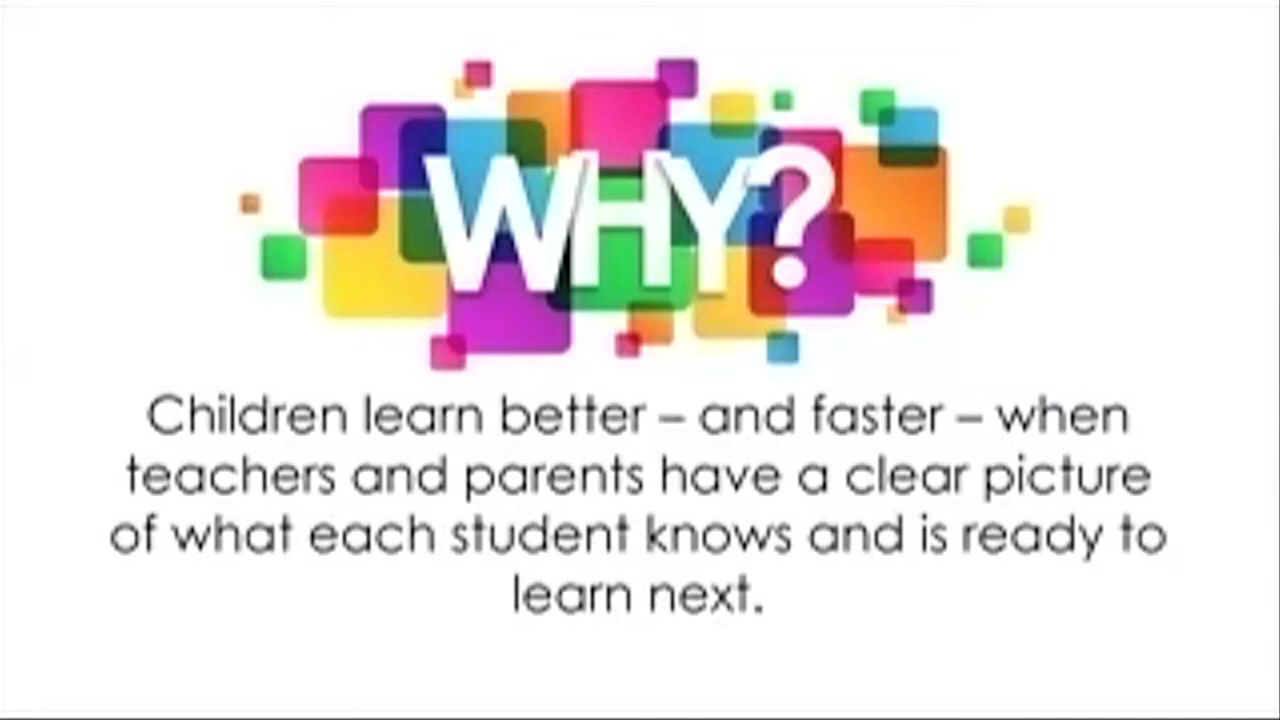 WHY?
Children learn better – and faster – when
teachers and parents have a clear picture
of what each student knows and is ready to
learn next.